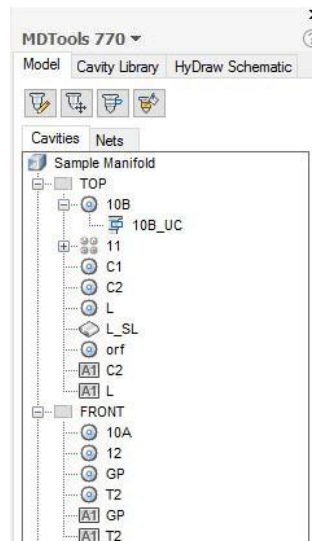 MDTools 770
Model Cavity Library HyDraw Schematic
Cavities Nets
Sample Manifold
TOP
10B
10B_UC
11
C1
C2
L
L_SL
orf
A1 C2
A1 L
FRONT
10A
12
GP
T2
A1 GP
A1 T2